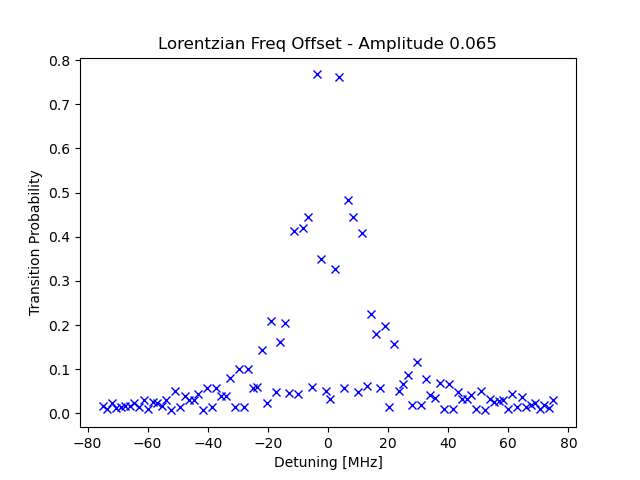 Lorentzian Freq Offset - Amplitude 0.065
0.8
0.7
0.6
0.5
0.4
0.3
0.2
0.1
0.0
Transition Probability
−80 −60 −40 −20 0 20 40 60 80
Detuning [MHz]